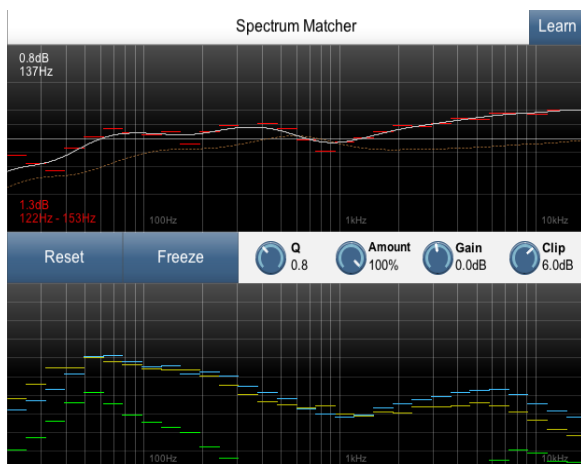 Spectrum Matcher
Learn
0.8dB
137Hz
1.3dB
122Hz - 153Hz
100Hz
1kHz
10kHz
Reset
Freeze
Q
0.8
Amount
100%
Gain
0.0dB
Clip
6.0dB
100Hz
1kHz
10kHz